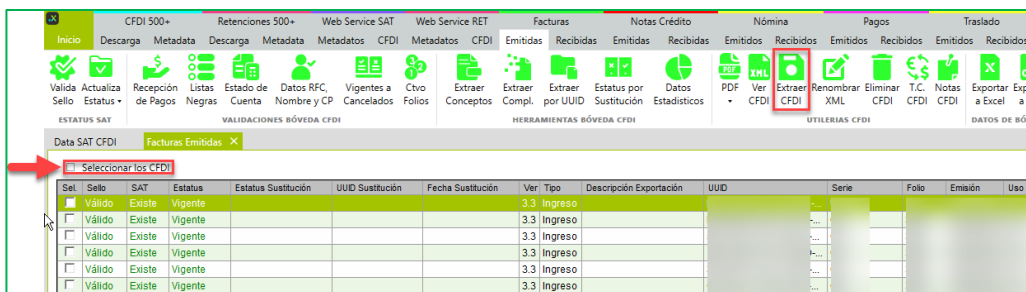 CFDI 500+ Retenciones 500+ Web Service SAT Web Service RET Facturas Notas Crédito Nómina Pagos Traslado
Inicio Descarga Metadata Descarga Metadata Metadatos CFDI Metadatos CFDI Emitidas Recibidas Emitidas Recibidas Emitidos Recibidos Emitidos Recibidos Emitidos Recibidos
Valida Actualiza Recepción Listas Estado de Datos RFC, Vigentes a Ctvo Extraer Extraer Extraer Estatus por Datos PDF Ver Extraer Renombrar Eliminar T.C. Notas Exportar
Sello Estatus de Pagos Negras Cuenta Nombre y CP Cancelados Folios Conceptos Compl. por UUID Sustitución Estadisticos CFDI CFDI XML CFDI CFDI CFDI a Excel
ESTATUS SAT VALIDACIONES BÓVEDA CFDI HERRAMIENTAS BÓVEDA CFDI UTILERIAS CFDI DATOS DE
Data SAT CFDI Facturas Emitidas
Seleccionar los CFDI
Sel. Sello SAT Estatus Estatus Sustitución UUID Sustitución Fecha Sustitución Ver Tipo Descripción Exportación UUID Serie Folio Emisión Uso
Válido Existe Vigente 3.3 Ingreso
Válido Existe Vigente 3.3 Ingreso
Válido Existe Vigente 3.3 Ingreso
Válido Existe Vigente 3.3 Ingreso
Válido Existe Vigente 3.3 Ingreso
Válido Existe Vigente 3.3 Ingreso